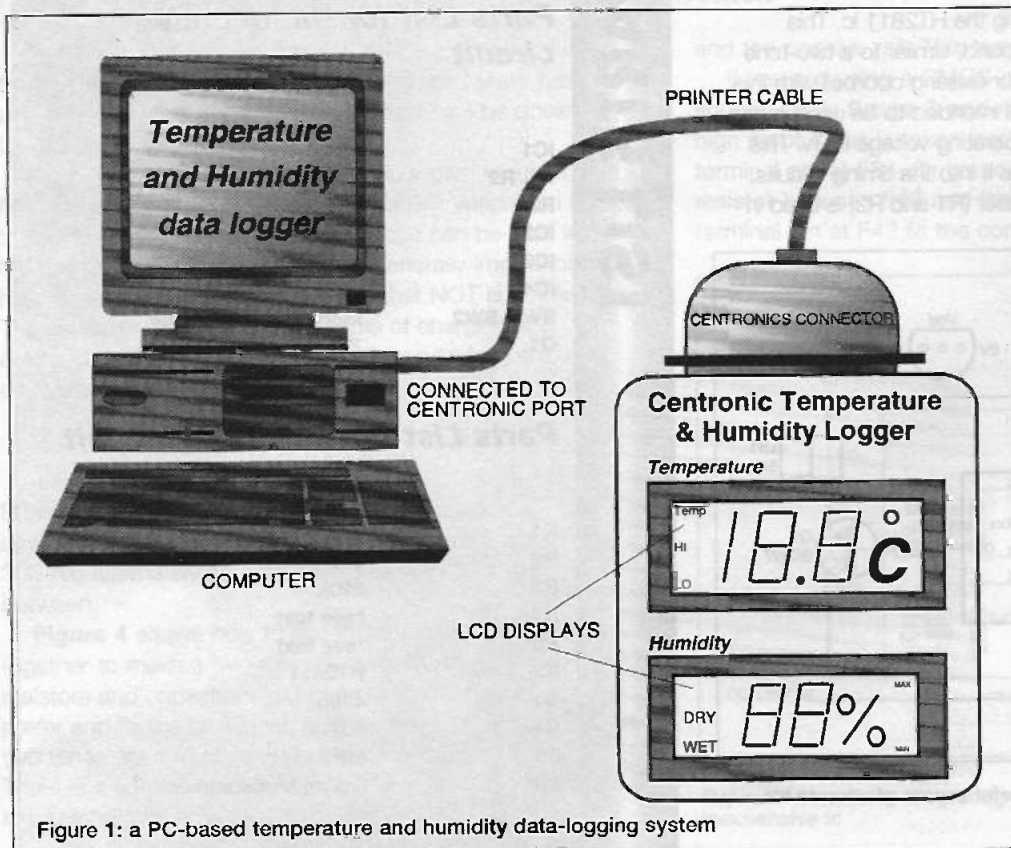 Temperature
and Humidity
data logger
PRINTER CABLE
CENTRONICS CONNECTOR
CONNECTED TO
CENTRONIC PORT
COMPUTER
Centronic Temperature
& Humidity Logger
Temperature
Temp
HI
LO
19.8°C
LCD DISPLAYS
Humidity
DRY
WET
88%
MAX
MIN
Figure 1: a PC-based temperature and humidity data-logging system